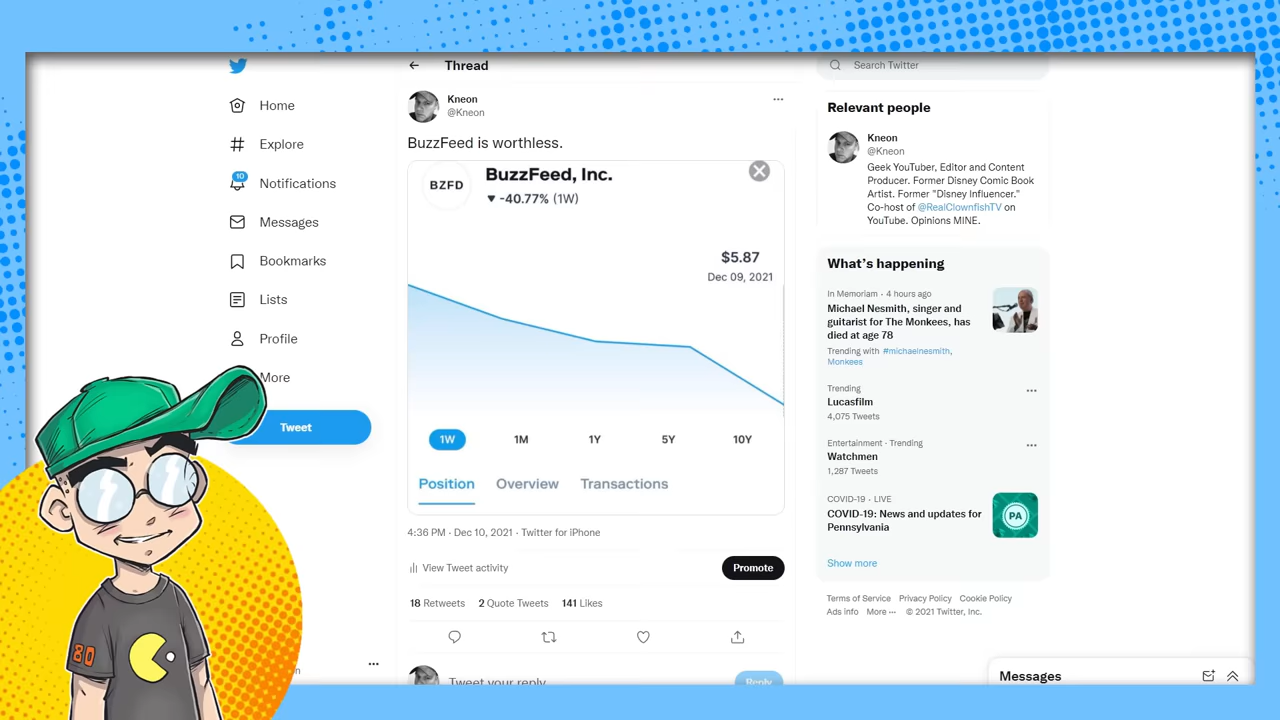 Home
Explore
10
Notifications
Messages
Bookmarks
Lists
Profile
More
Tweet
Thread
Kneon
@Kneon
BuzzFeed is worthless.
BZFD
BuzzFeed, Inc.
▼ -40.77% (1W)
$5.87
Dec 09, 2021
1W 1M 1Y 5Y 10Y
Position Overview Transactions
4:36 PM · Dec 10, 2021 · Twitter for iPhone
View Tweet activity
Promote
18 Retweets 2 Quote Tweets 141 Likes
Tweet your reply
Reply
Search Twitter
Relevant people
Kneon
@Kneon
Geek YouTuber, Editor and Content
Producer. Former Disney Comic Book
Artist. Former "Disney Influencer."
Co-host of @RealClownfishTV on
YouTube. Opinions MINE.
What's happening
In Memoriam · 4 hours ago
Michael Nesmith, singer and
guitarist for The Monkees, has
died at age 78
Trending with #michaelnesmith,
Monkees
Trending
Lucasfilm
4,075 Tweets
Entertainment · Trending
Watchmen
1,287 Tweets
COVID-19 · LIVE
COVID-19: News and updates for
Pennsylvania
PA
Show more
Terms of Service Privacy Policy Cookie Policy
Ads info More ··· © 2021 Twitter, Inc.
Messages
80